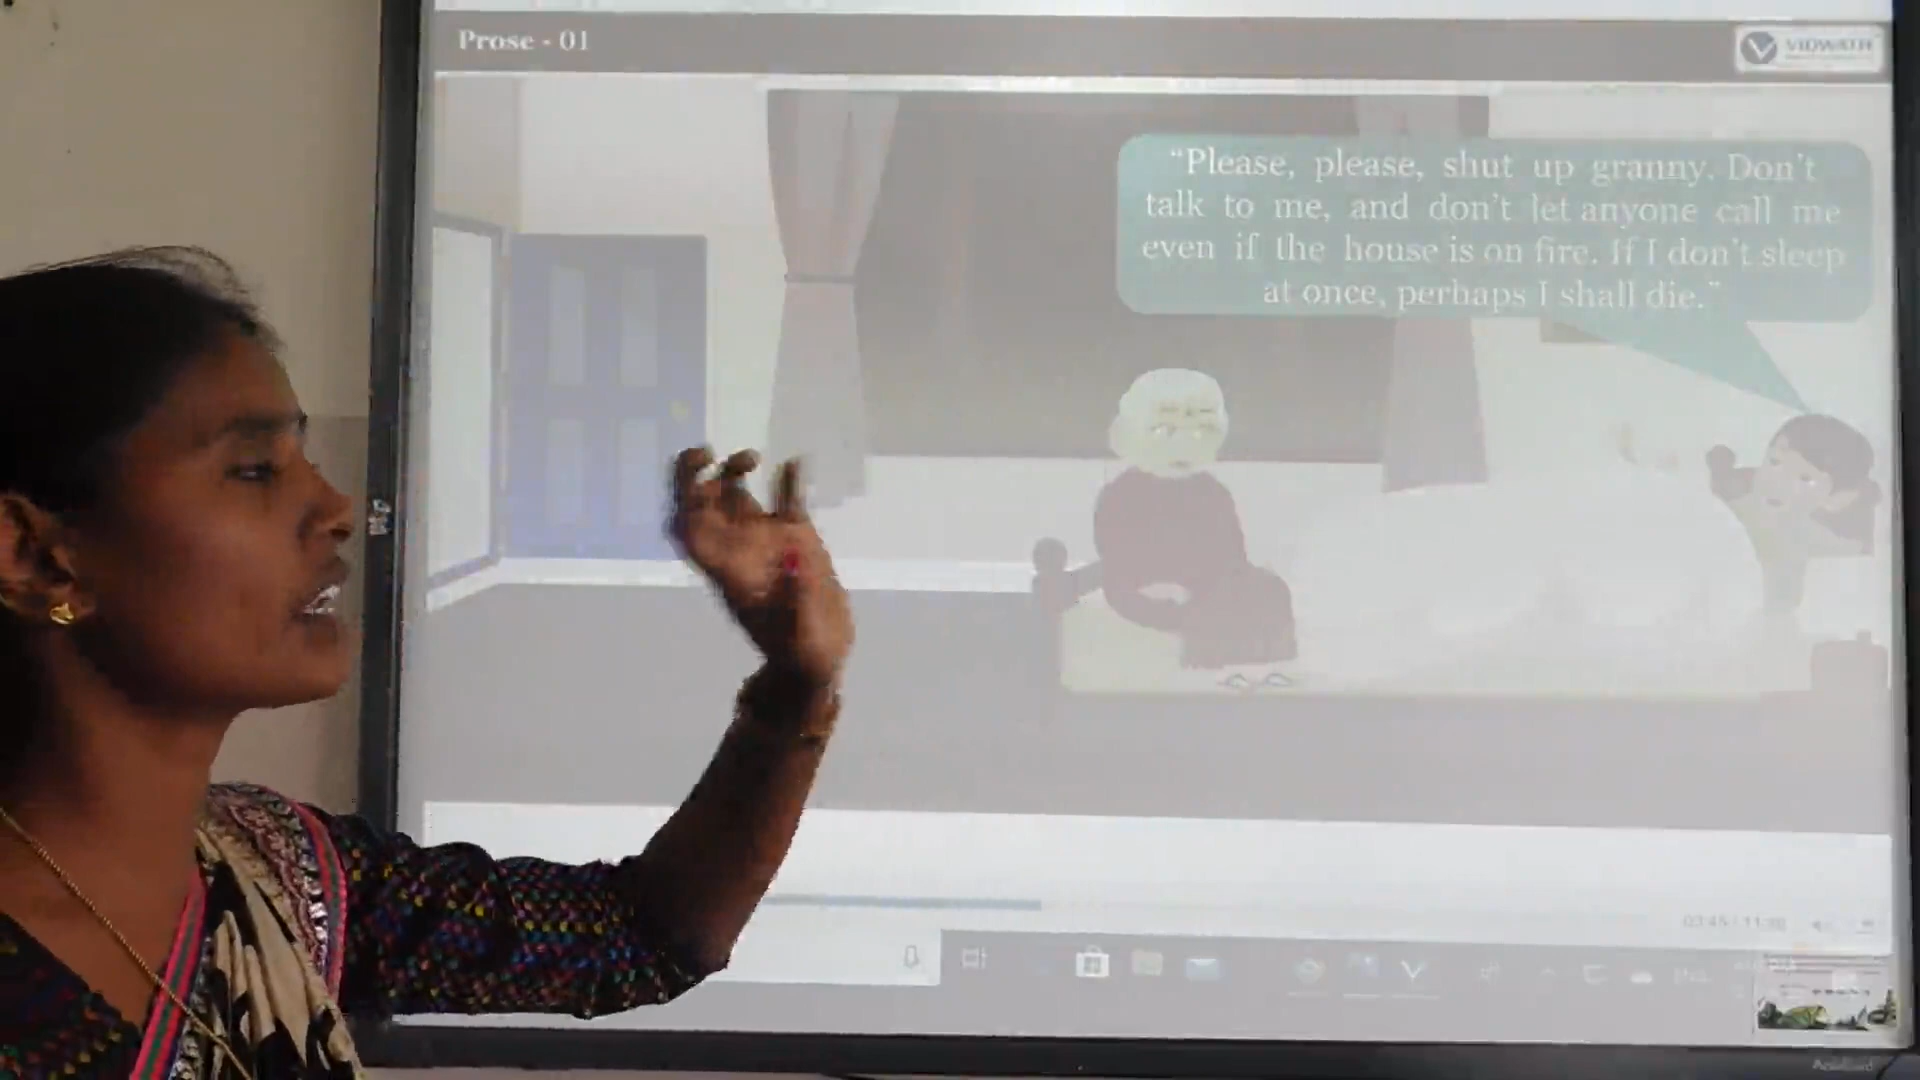 Prose - 01
VIDWATH
“Please, please, shut up granny. Don't
talk to me, and don't let anyone call me
even if the house is on fire. If I don't sleep
at once, perhaps I shall die.”